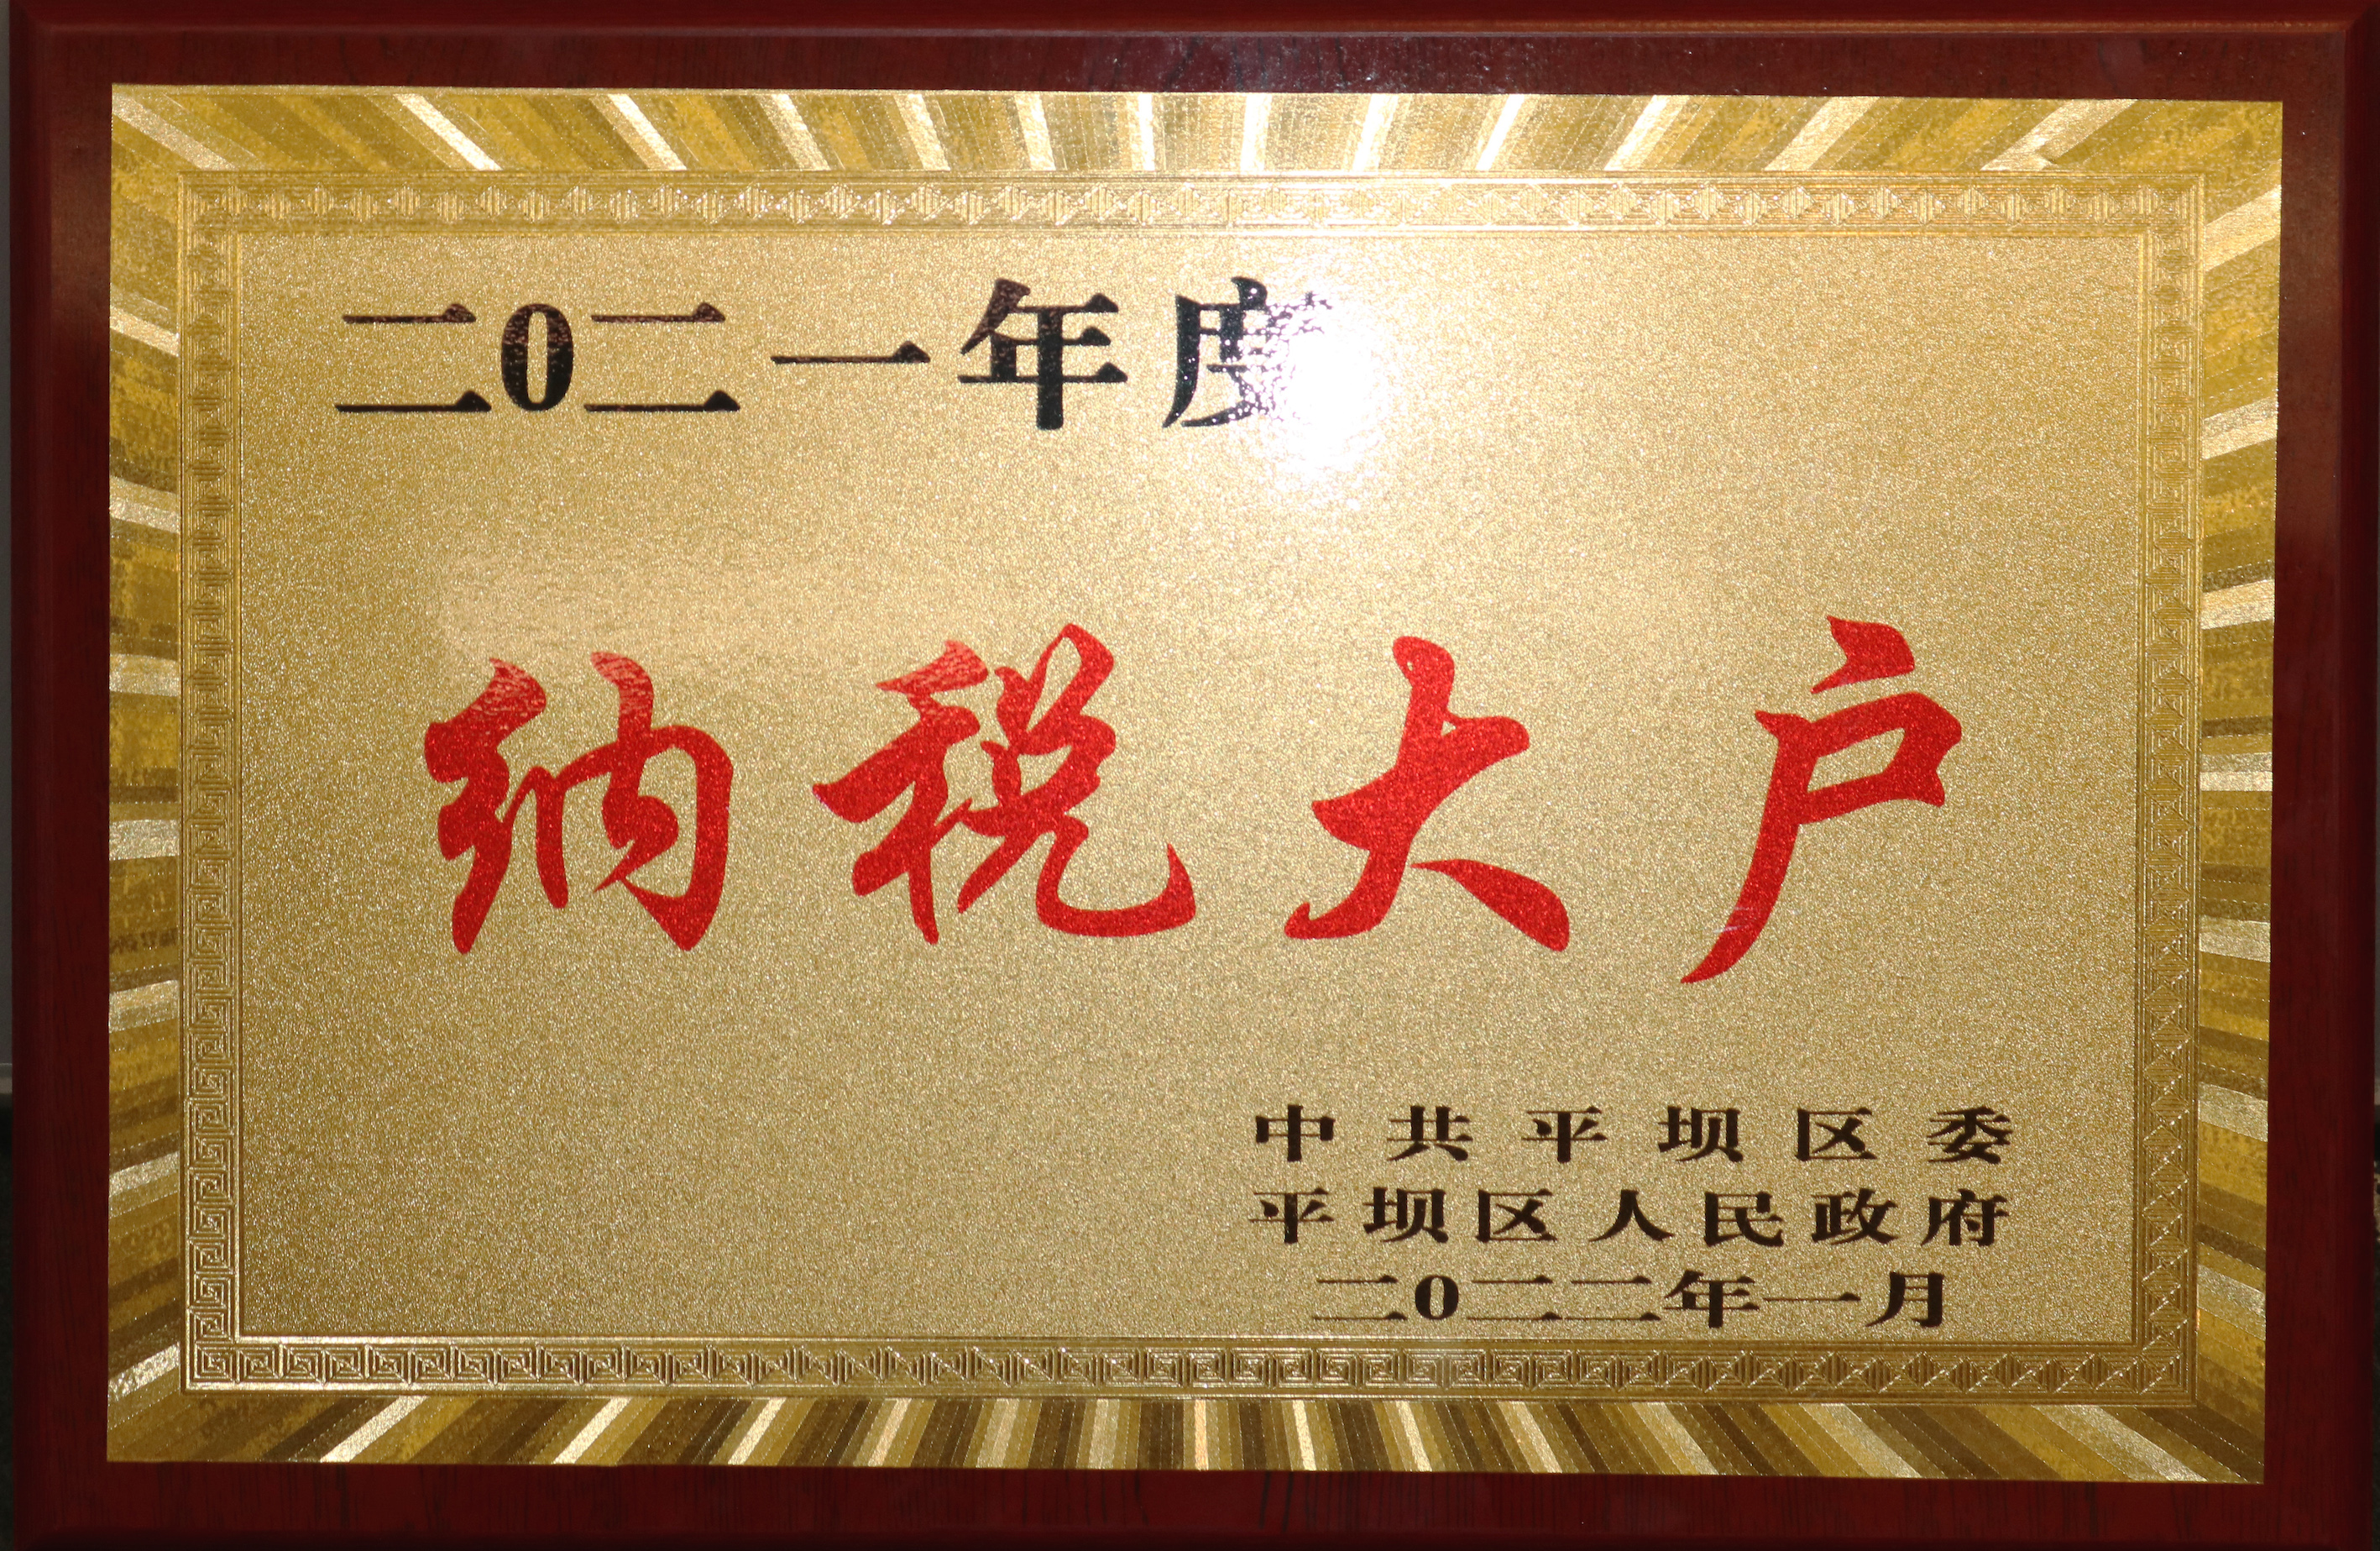 二0二一年度
纳税大户
中共平坝区委
平坝区人民政府
二0二二年一月